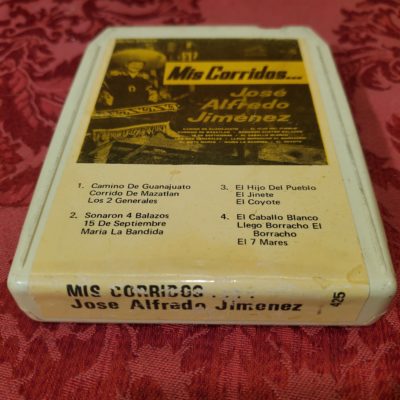 Mis Corridos...
José
Alfredo
Jiménez
1. Camino De Guanajuato
Corrido De Mazatlan
Los 2 Generales
2. Sonaron 4 Balazos
15 De Septiembre
Maria La Bandida
3. El Hijo Del Pueblo
El Jinete
El Coyote
4. El Caballo Blanco
Llego Borracho El
Borracho
El 7 Mares
MIS CORRIDOS . . . .
Jose Alfredo Jimenez
425